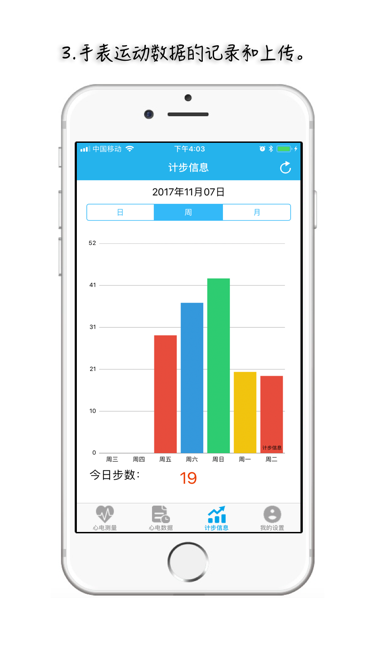 3.手表运动数据的记录和上传。
中国移动 下午4:03
计步信息
2017年11月07日
日 周 月
52
41
31
21
10
0
计步信息
周三 周四 周五 周六 周日 周一 周二
今日步数: 19
心电测量 心电数据 计步信息 我的设置